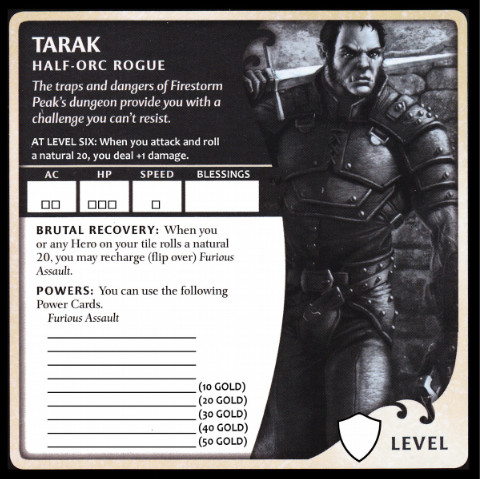 TARAK
HALF-ORC ROGUE
The traps and dangers of Firestorm
Peak's dungeon provide you with a
challenge you can't resist.
AT LEVEL SIX: When you attack and roll
a natural 20, you deal +1 damage.
AC HP SPEED BLESSINGS
BRUTAL RECOVERY: When you
or any Hero on your tile rolls a natural
20, you may recharge (flip over) Furious
Assault.
POWERS: You can use the following
Power Cards.
Furious Assault
(10 GOLD)
(20 GOLD)
(30 GOLD)
(40 GOLD)
(50 GOLD)
LEVEL